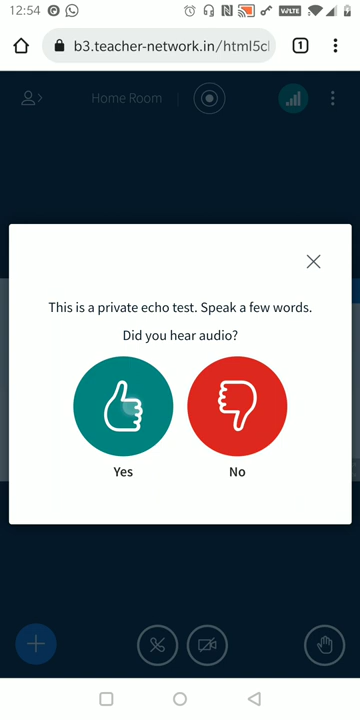 12:54
VoLTE
b3.teacher-network.in/html5cl
1
Home Room
This is a private echo test. Speak a few words.
Did you hear audio?
Yes
No